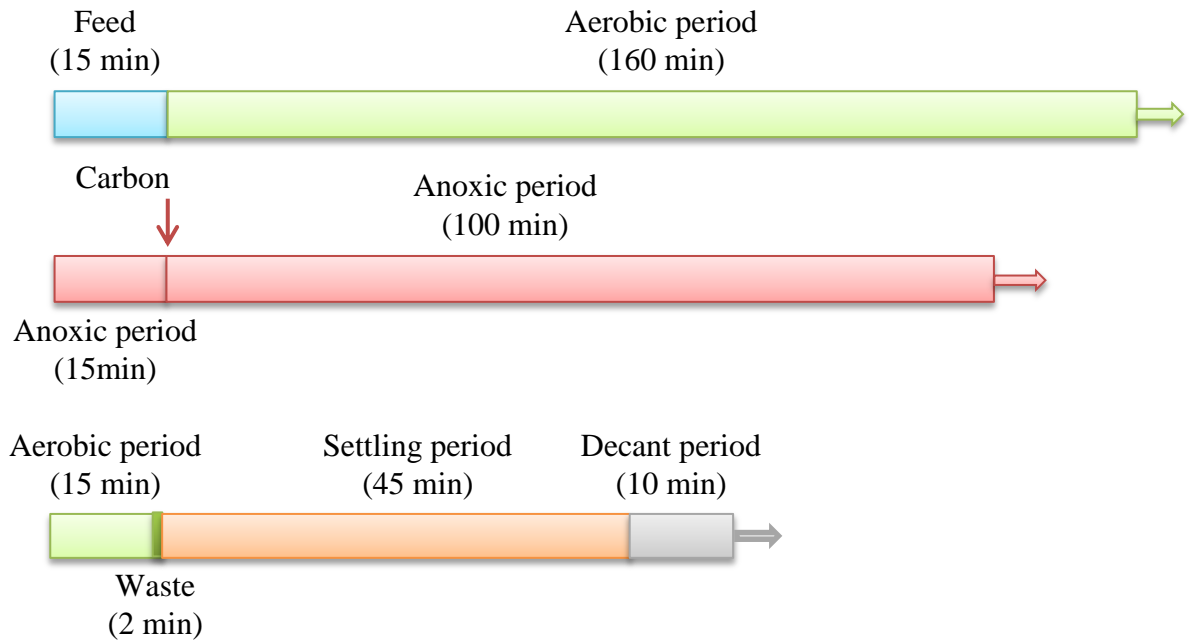 Feed
(15 min)
Aerobic period
(160 min)
Carbon
Anoxic period
(100 min)
Anoxic period
(15min)
Aerobic period
(15 min)
Settling period
(45 min)
Decant period
(10 min)
Waste
(2 min)